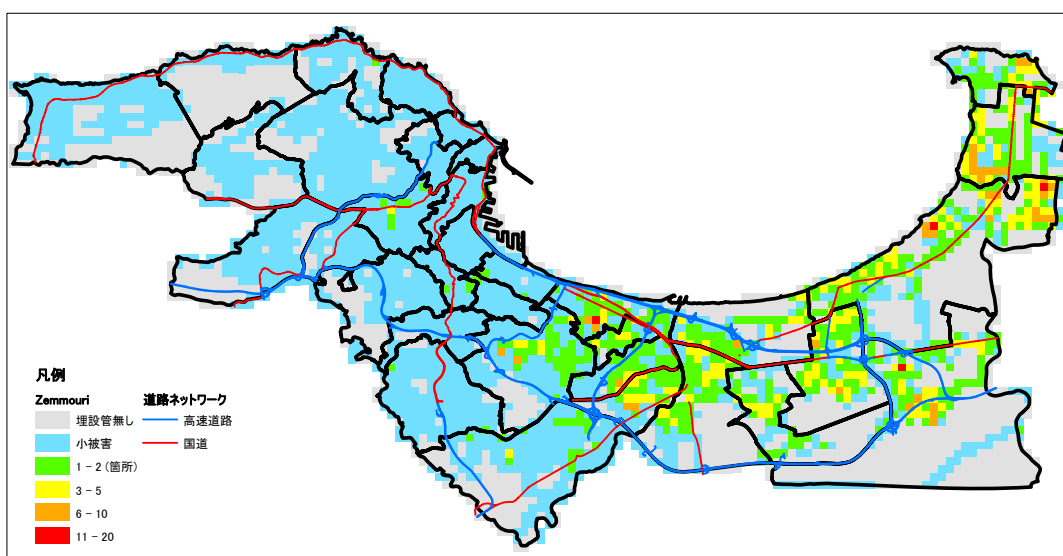 凡例
Zemmouri 道路ネットワーク
埋設管無し 高速道路
小被害 国道
1 - 2 (箇所)
3 - 5
6 - 10
11 - 20